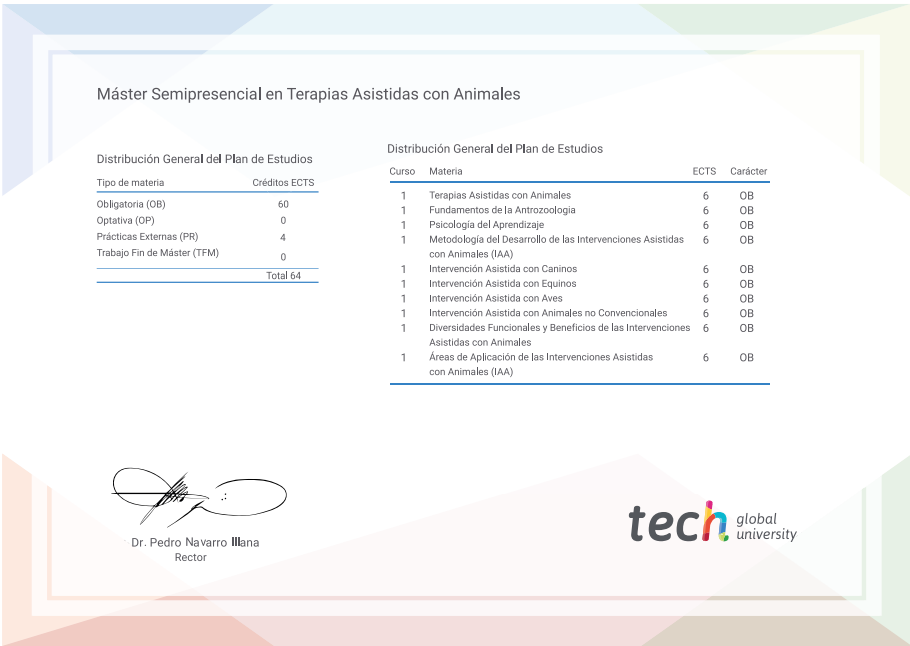 Máster Semipresencial en Terapias Asistidas con Animales
Distribución General del Plan de Estudios
Tipo de materia Créditos ECTS
Obligatoria (OB) 60
Optativa (OP) 0
Prácticas Externas (PR) 4
Trabajo Fin de Máster (TFM) 0
Total 64
Distribución General del Plan de Estudios
Curso Materia ECTS Carácter
1 Terapias Asistidas con Animales 6 OB
1 Fundamentos de la Antrozoologia 6 OB
1 Psicología del Aprendizaje 6 OB
1 Metodología del Desarrollo de las Intervenciones Asistidas 6 OB
con Animales (IAA)
1 Intervención Asistida con Caninos 6 OB
1 Intervención Asistida con Equinos 6 OB
1 Intervención Asistida con Aves 6 OB
1 Intervención Asistida con Animales no Convencionales 6 OB
1 Diversidades Funcionales y Beneficios de las Intervenciones 6 OB
Asistidas con Animales
1 Áreas de Aplicación de las Intervenciones Asistidas 6 OB
con Animales (IAA)
Dr. Pedro Navarro Illana
Rector
tech global
university